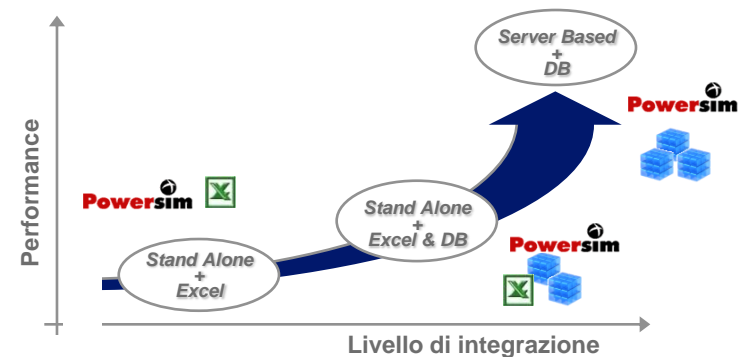 Server Based
+
DB
Powersim
Performance
Powersim
Stand Alone
+
Excel & DB
Powersim
Stand Alone
+
Excel
Livello di integrazione